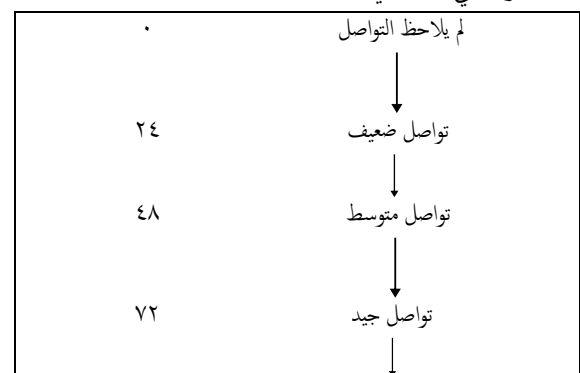 لم يلاحظ التواصل ٠
تواصل ضعيف ٢٤
تواصل متوسط ٤٨
تواصل جيد ٧٢